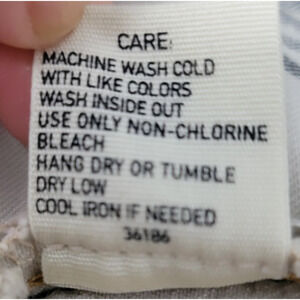 CARE:
MACHINE WASH COLD
WITH LIKE COLORS
WASH INSIDE OUT
USE ONLY NON-CHLORINE
BLEACH
HANG DRY OR TUMBLE
DRY LOW
COOL IRON IF NEEDED
36186